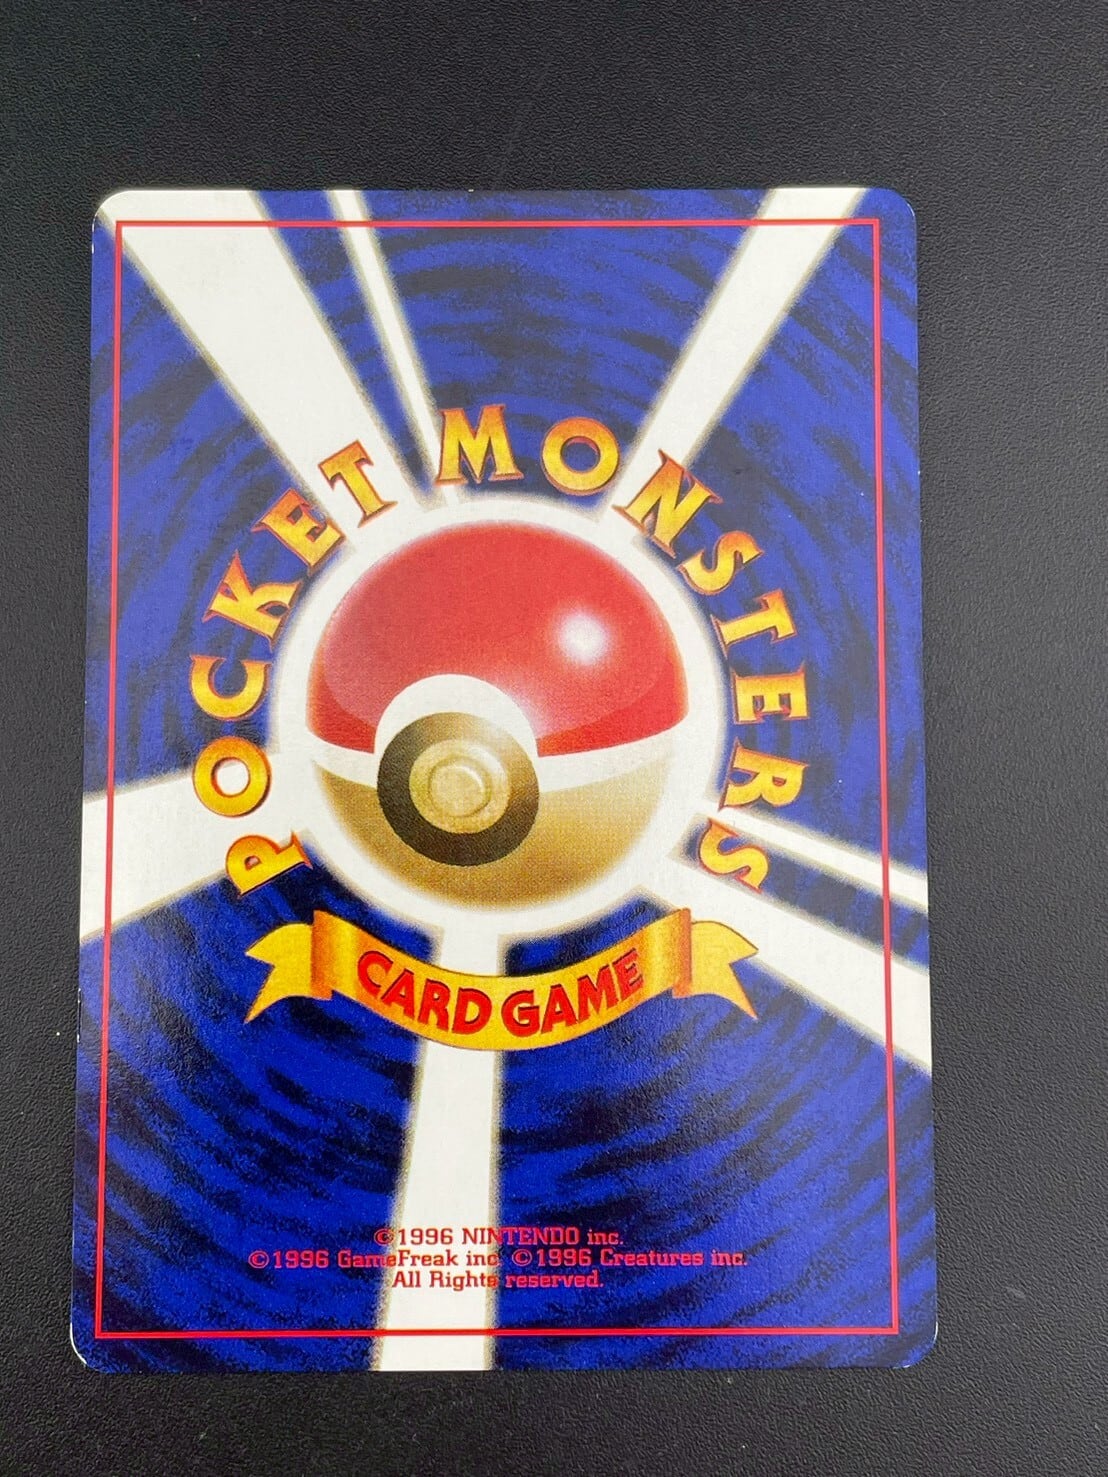 POCKET MONSTERS
CARD GAME
©1996 NINTENDO inc.
©1996 GameFreak inc. ©1996 Creatures inc.
All Rights reserved.